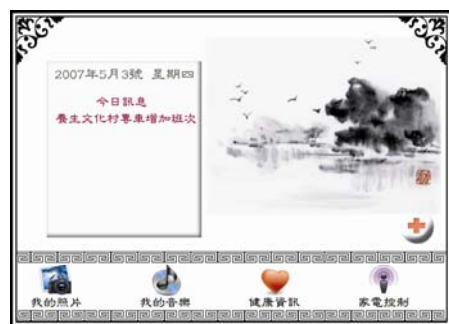 2007年5月3號 星期四
今日訊息
養生文化村專車增加班次
我的照片
我的音樂
健康資訊
家電控制